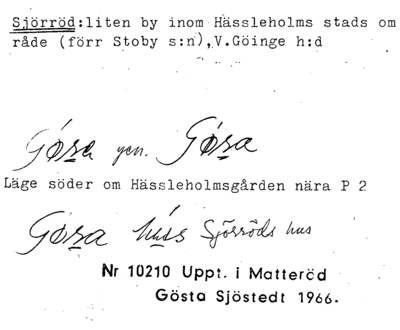 Sjörröd:liten by inom Hässleholms stads om
råde (förr Stoby s:n),V.Göinge h:d
Gösa gen. Gösa
Läge söder om Hässleholmsgården nära P 2
Gösa húss Sjörröds hus
Nr 10210 Uppt. i Matteröd
Gösta Sjöstedt 1966.